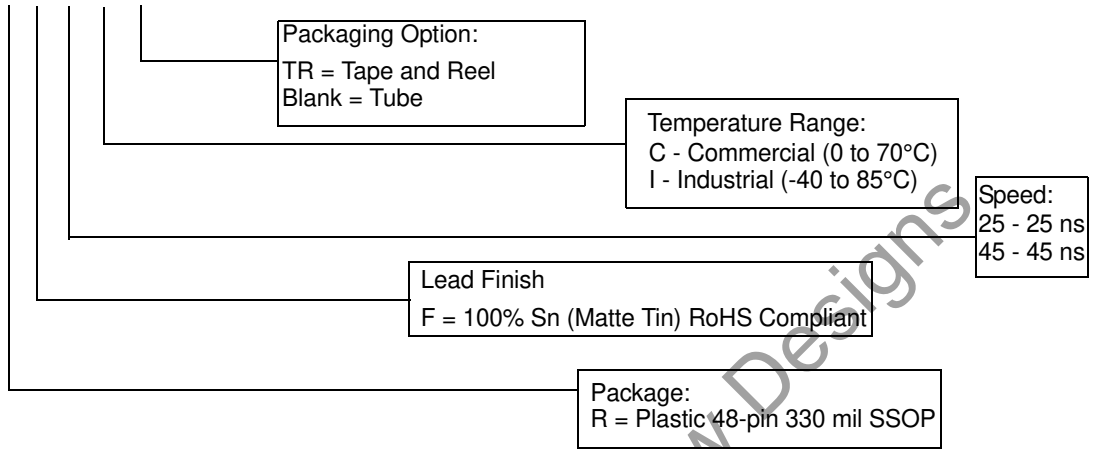 Packaging Option:
TR = Tape and Reel
Blank = Tube
Temperature Range:
C - Commercial (0 to 70°C)
I - Industrial (-40 to 85°C)
Speed:
25 - 25 ns
45 - 45 ns
Lead Finish
F = 100% Sn (Matte Tin) RoHS Compliant
Package:
R = Plastic 48-pin 330 mil SSOP
Designs